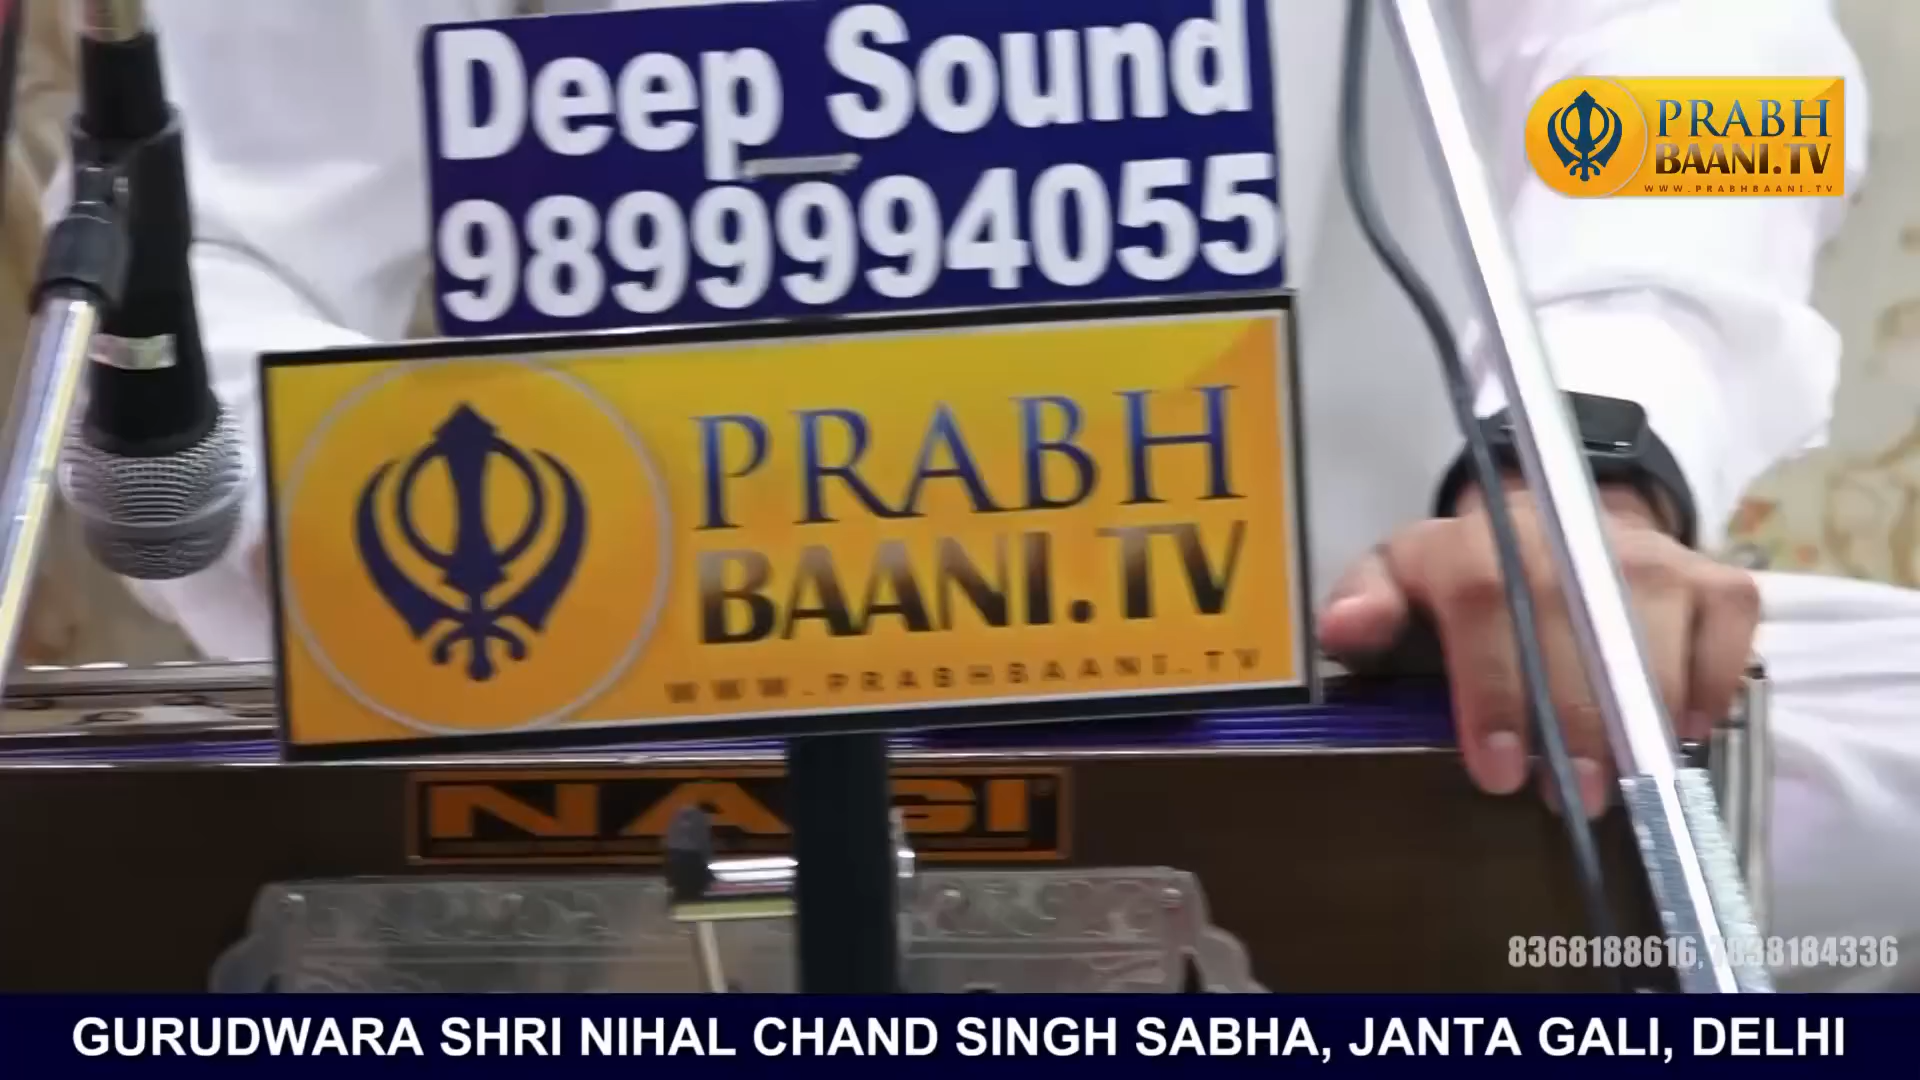 Deep Sound
9899994055
PRABH
BAANI.TV
WWW.PRABHBAANI.TV
PRABH
BAANI.TV
WWW.PRABHBAANI.TV
8368188616, 7838184336
GURUDWARA SHRI NIHAL CHAND SINGH SABHA, JANTA GALI, DELHI